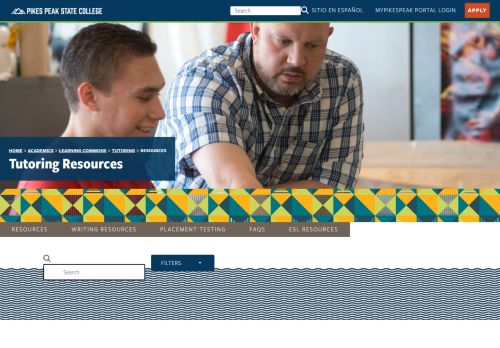 PIKES PEAK STATE COLLEGE
Search
SITIO EN ESPAÑOL
MYPIKESPEAK PORTAL LOGIN
APPLY
HOME > ACADEMICS > LEARNING COMMONS > TUTORING > RESOURCES
Tutoring Resources
RESOURCES
WRITING RESOURCES
PLACEMENT TESTING
FAQS
ESL RESOURCES
FILTERS
Search